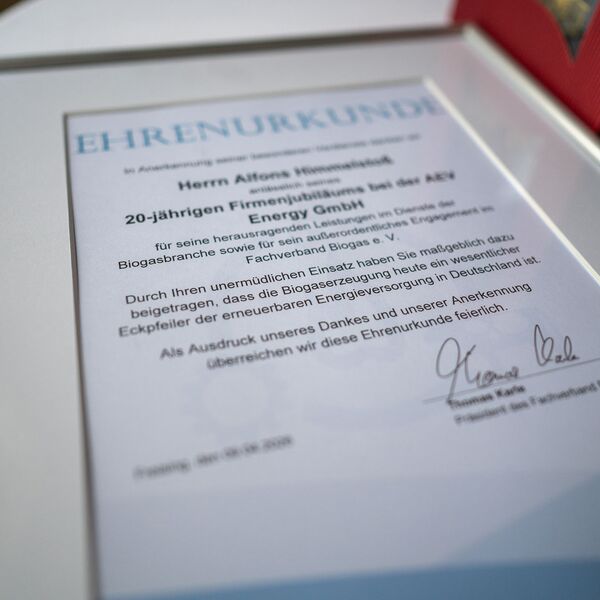 EHRENURKUNDE
In Anerkennung seiner besonderen Verdienste
Herrn Alfons Himmelstoß
anlässlich seines
20-jährigen Firmenjubiläums bei der AEV
Energy GmbH
für seine herausragenden Leistungen im Dienste der
Biogasbranche sowie für sein außerordentliches Engagement im
Fachverband Biogas e. V.
Durch Ihren unermüdlichen Einsatz haben Sie maßgeblich dazu
beigetragen, dass die Biogaserzeugung heute ein wesentlicher
Eckpfeiler der erneuerbaren Energieversorgung in Deutschland ist.
Als Ausdruck unseres Dankes und unserer Anerkennung
überreichen wir diese Ehrenurkunde feierlich.
Thomas Karle
Präsident des Fachverband